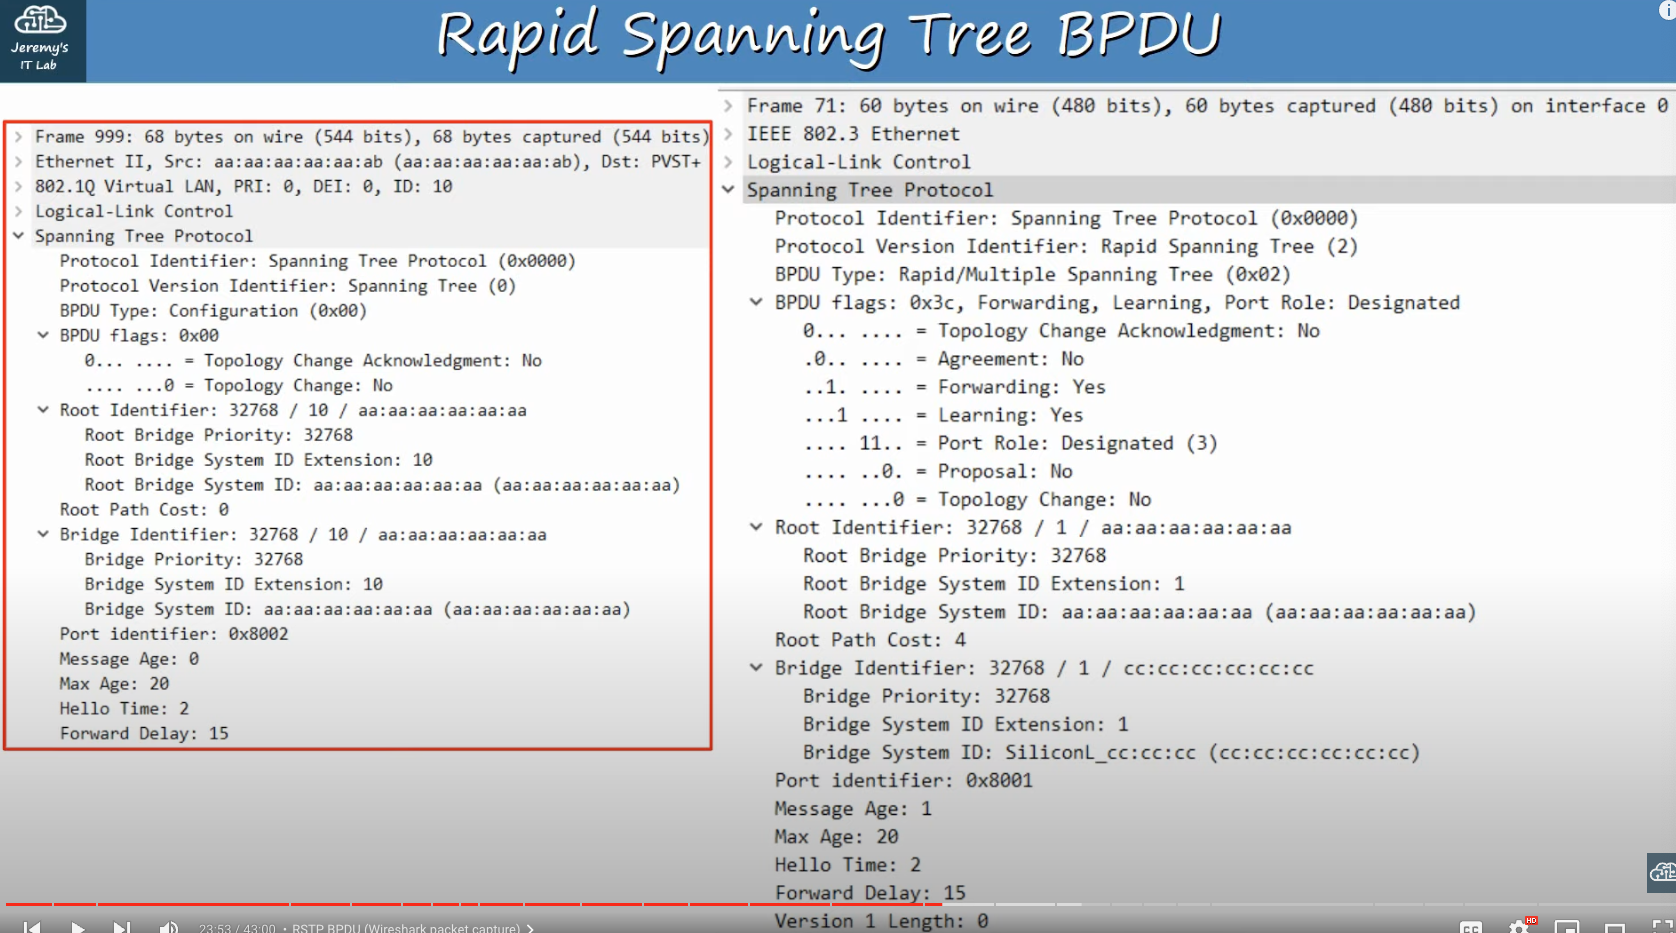 Jeremy's
IT Lab
Rapid Spanning Tree BPDU
Frame 999: 68 bytes on wire (544 bits), 68 bytes captured (544 bits)
Ethernet II, Src: aa:aa:aa:aa:aa:ab (aa:aa:aa:aa:aa:ab), Dst: PVST+
802.1Q Virtual LAN, PRI: 0, DEI: 0, ID: 10
Logical-Link Control
Spanning Tree Protocol
Protocol Identifier: Spanning Tree Protocol (0x0000)
Protocol Version Identifier: Spanning Tree (0)
BPDU Type: Configuration (0x00)
BPDU flags: 0x00
0... .... = Topology Change Acknowledgment: No
.... ...0 = Topology Change: No
Root Identifier: 32768 / 10 / aa:aa:aa:aa:aa:aa
Root Bridge Priority: 32768
Root Bridge System ID Extension: 10
Root Bridge System ID: aa:aa:aa:aa:aa:aa (aa:aa:aa:aa:aa:aa)
Root Path Cost: 0
Bridge Identifier: 32768 / 10 / aa:aa:aa:aa:aa:aa
Bridge Priority: 32768
Bridge System ID Extension: 10
Bridge System ID: aa:aa:aa:aa:aa:aa (aa:aa:aa:aa:aa:aa)
Port identifier: 0x8002
Message Age: 0
Max Age: 20
Hello Time: 2
Forward Delay: 15
Frame 71: 60 bytes on wire (480 bits), 60 bytes captured (480 bits) on interface 0
IEEE 802.3 Ethernet
Logical-Link Control
Spanning Tree Protocol
Protocol Identifier: Spanning Tree Protocol (0x0000)
Protocol Version Identifier: Rapid Spanning Tree (2)
BPDU Type: Rapid/Multiple Spanning Tree (0x02)
BPDU flags: 0x3c, Forwarding, Learning, Port Role: Designated
0... .... = Topology Change Acknowledgment: No
.0.. .... = Agreement: No
..1. .... = Forwarding: Yes
...1 .... = Learning: Yes
.... 11.. = Port Role: Designated (3)
.... ..0. = Proposal: No
.... ...0 = Topology Change: No
Root Identifier: 32768 / 1 / aa:aa:aa:aa:aa:aa
Root Bridge Priority: 32768
Root Bridge System ID Extension: 1
Root Bridge System ID: aa:aa:aa:aa:aa:aa (aa:aa:aa:aa:aa:aa)
Root Path Cost: 4
Bridge Identifier: 32768 / 1 / cc:cc:cc:cc:cc:cc
Bridge Priority: 32768
Bridge System ID Extension: 1
Bridge System ID: SiliconL_cc:cc:cc (cc:cc:cc:cc:cc:cc)
Port identifier: 0x8001
Message Age: 1
Max Age: 20
Hello Time: 2
Forward Delay: 15
Version 1 Length: 0
23:53 / 43:00 • RSTP BPDU (Wireshark packet capture)
CC
HD